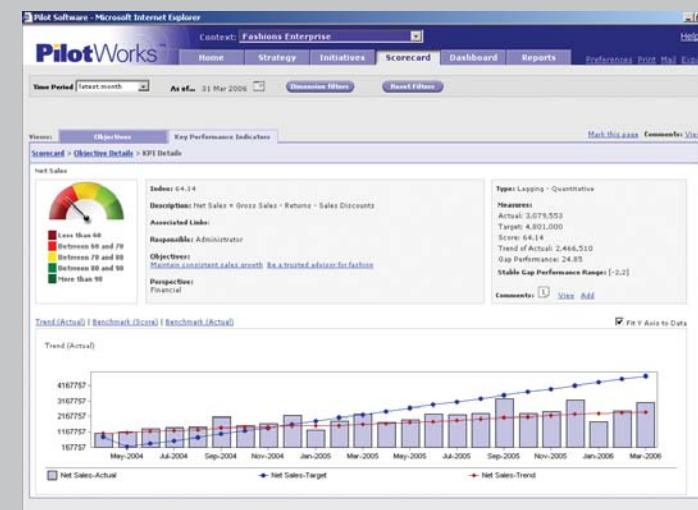 Pilot Software - Microsoft Internet Explorer
PilotWorks
Context: Fashions Enterprise
Help
Home Strategy Initiatives Scorecard Dashboard Reports
Preferences Print Mail
Time Period latest month As of... 31 Mar 2006 Dimension Filters Reset Filters
Views: Objectives Key Performance Indicators
Mark this page Comments:
Scorecard > Objective Details > KPI Details
Net Sales
Less than 60
Between 60 and 70
Between 70 and 80
Between 80 and 90
More than 90
Index: 64.14
Description: Net Sales = Gross Sales - Returns - Sales Discounts
Associated Links:
Responsible: Administrator
Objectives:
Maintain consistent sales growth Be a trusted advisor for fashion
Perspective:
Financial
Type: Lagging - Quantitative
Measures:
Actual: 3,079,553
Target: 4,801,000
Score: 64.14
Trend of Actual: 2,466,510
Gap Performance: 24.85
Stable Gap Performance Range: [-2,2]
Comments: View Add
Trend (Actual) | Benchmark (Score) | Benchmark (Actual)
Fit Y Axis to Data
Trend (Actual)
4167757
3167757
2167757
1167757
167757
May-2004 Jul-2004 Sep-2004 Nov-2004 Jan-2005 Mar-2005 May-2005 Jul-2005 Sep-2005 Nov-2005 Jan-2006 Mar-2006
Net Sales-Actual Net Sales-Target Net Sales-Trend